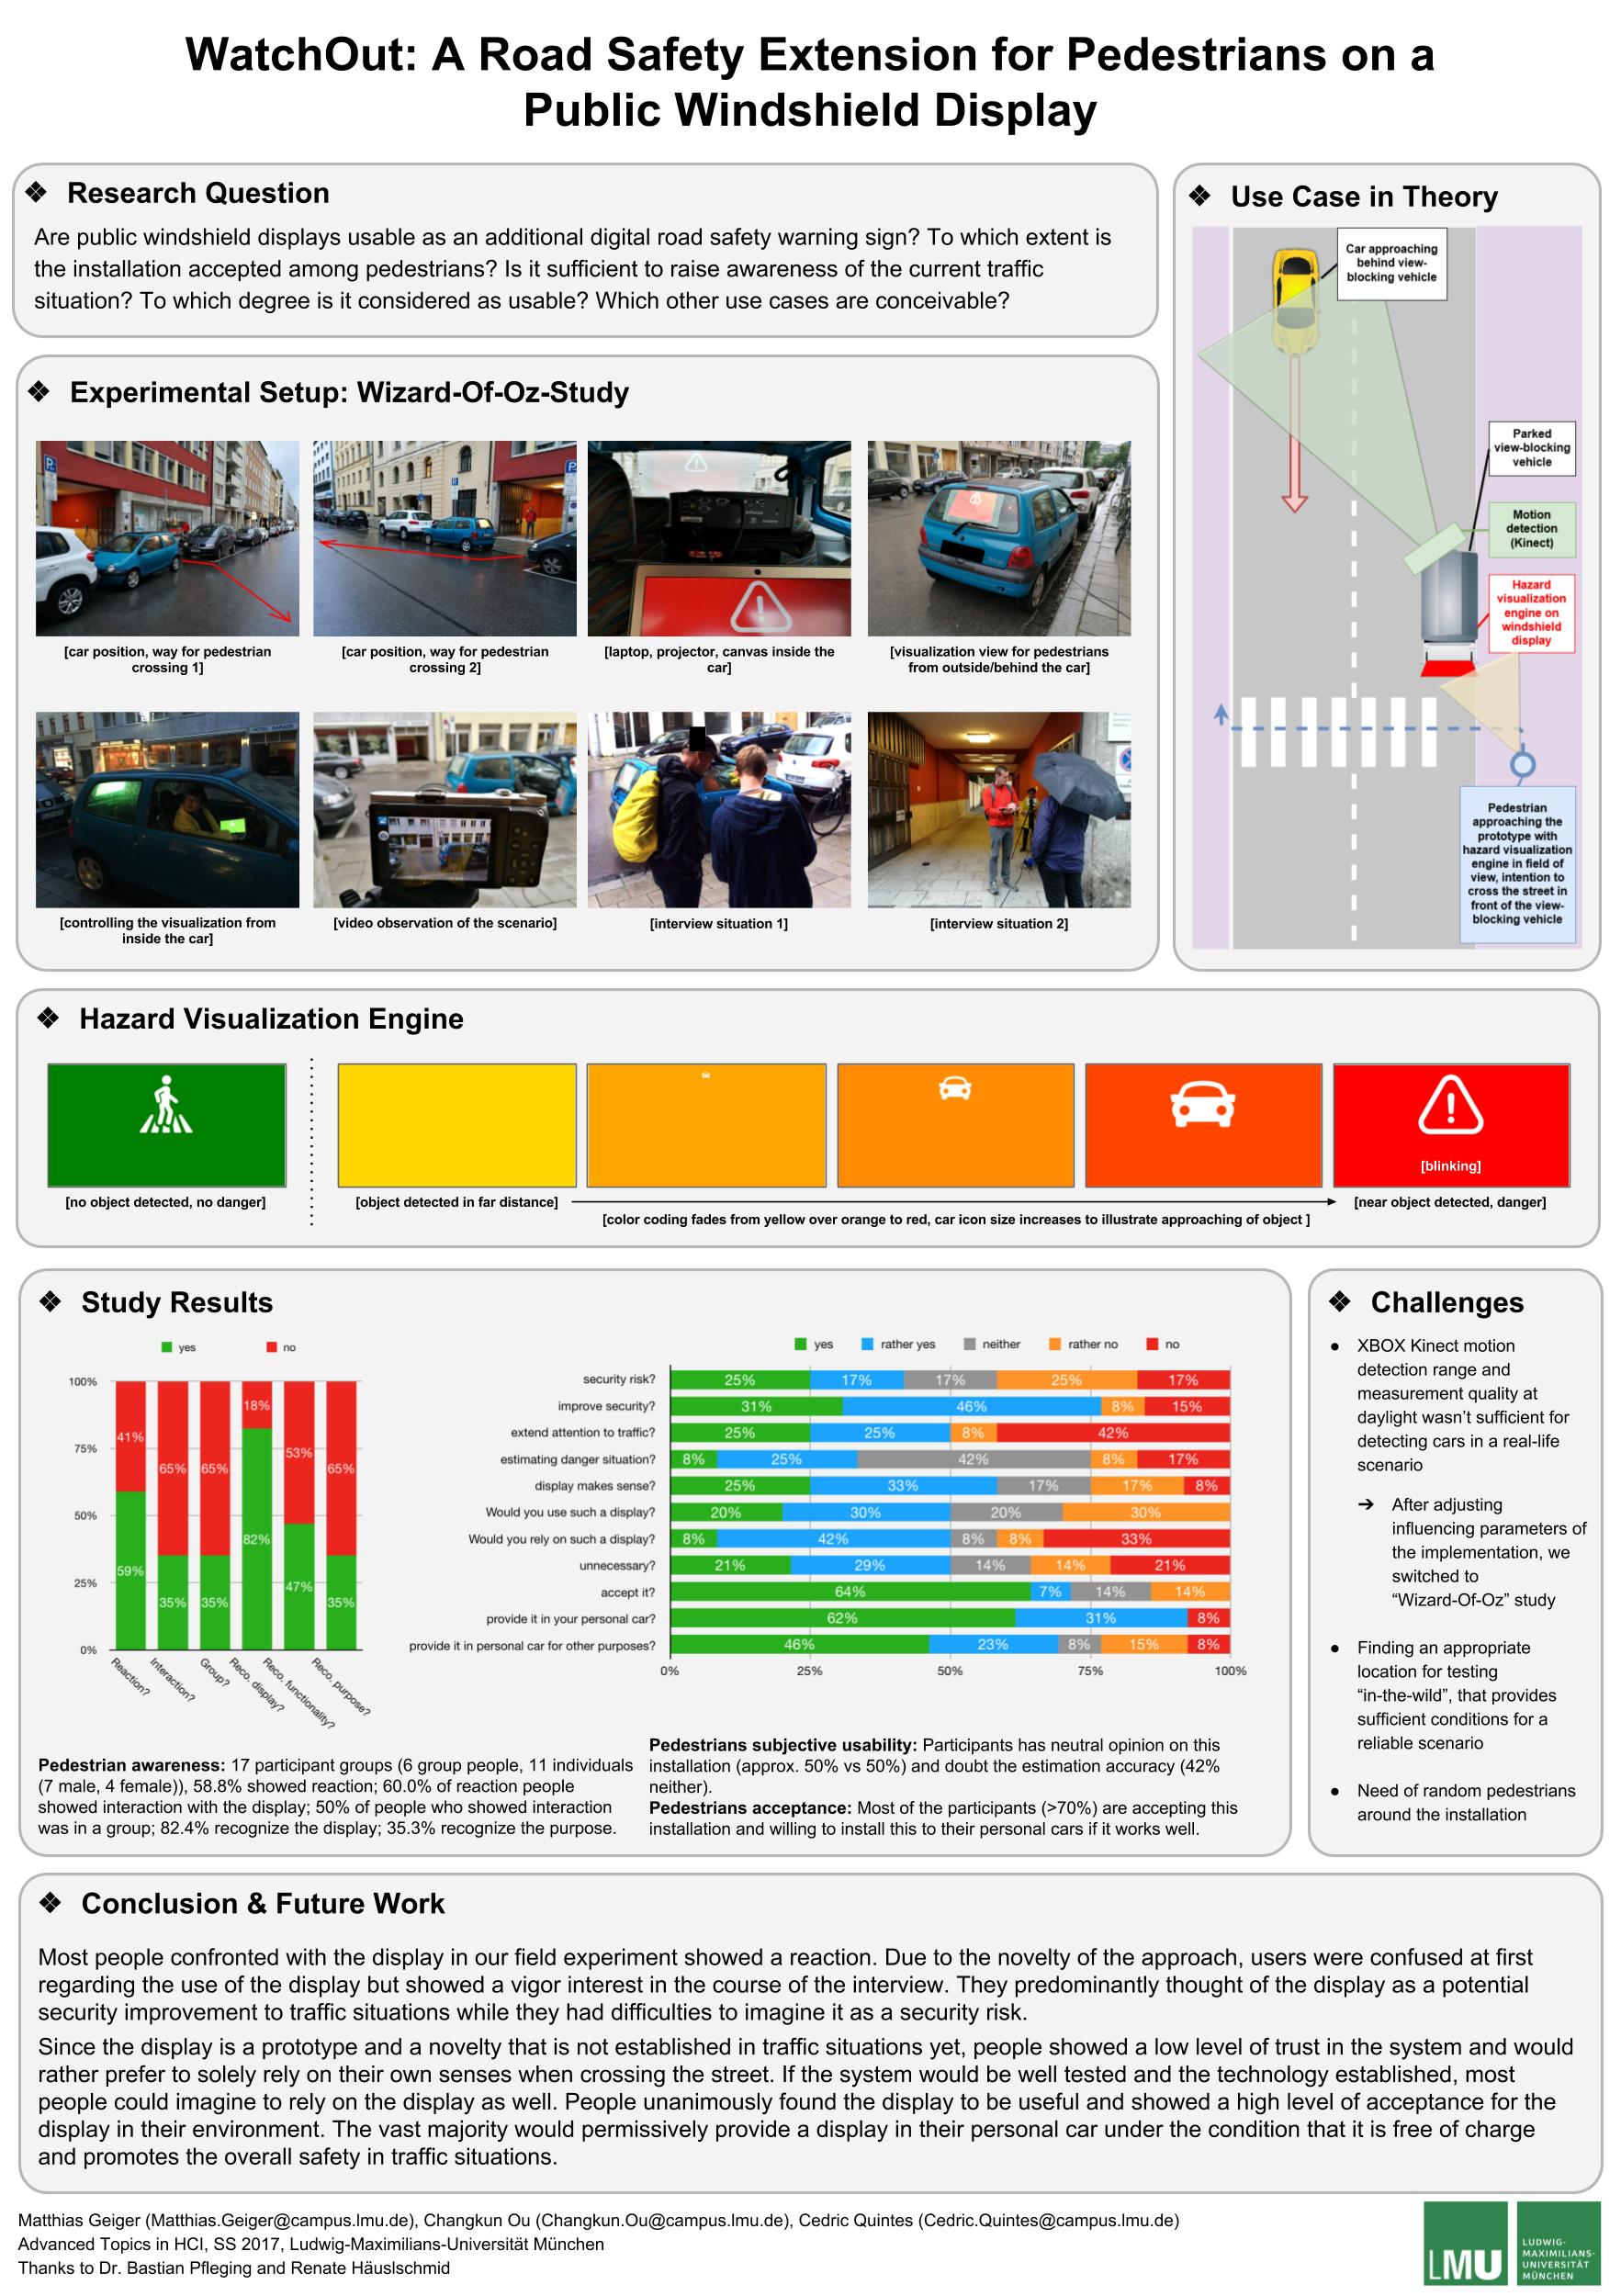 WatchOut: A Road Safety Extension for Pedestrians on a
Public Windshield Display
❖ Research Question
Are public windshield displays usable as an additional digital road safety warning sign? To which extent is
the installation accepted among pedestrians? Is it sufficient to raise awareness of the current traffic
situation? To which degree is it considered as usable? Which other use cases are conceivable?
❖ Experimental Setup: Wizard-Of-Oz-Study
[car position, way for pedestrian
crossing 1]
[car position, way for pedestrian
crossing 2]
[laptop, projector, canvas inside the
car]
[visualization view for pedestrians
from outside/behind the car]
[controlling the visualization from
inside the car]
[video observation of the scenario]
[interview situation 1]
[interview situation 2]
❖ Use Case in Theory
Car approaching
behind view-
blocking vehicle
Parked
view-blocking
vehicle
Motion
detection
(Kinect)
Hazard
visualization
engine on
windshield
display
Pedestrian
approaching the
prototype with
hazard visualization
engine in field of
view, intention to
cross the street in
front of the view-
blocking vehicle
❖ Hazard Visualization Engine
[blinking]
[no object detected, no danger]
[object detected in far distance]
[near object detected, danger]
[color coding fades from yellow over orange to red, car icon size increases to illustrate approaching of object ]
❖ Study Results
yes no
100%
75%
50%
25%
0%
41% 65% 65% 18% 53% 65%
59% 35% 35% 82% 47% 35%
Reaction?
Interaction?
Group?
Reco. display?
Reco. functionality?
Reco. purpose?
yes rather yes neither rather no no
security risk? 25% 17% 17% 25% 17%
improve security? 31% 46% 8% 15%
extend attention to traffic? 25% 25% 8% 42%
estimating danger situation? 8% 25% 42% 8% 17%
display makes sense? 25% 33% 17% 17% 8%
Would you use such a display? 20% 30% 20% 30%
Would you rely on such a display? 8% 42% 8% 8% 33%
unnecessary? 21% 29% 14% 14% 21%
accept it? 64% 7% 14% 14%
provide it in your personal car? 62% 31% 8%
provide it in personal car for other purposes? 46% 23% 8% 15% 8%
0% 25% 50% 75% 100%
Pedestrian awareness: 17 participant groups (6 group people, 11 individuals
(7 male, 4 female)), 58.8% showed reaction; 60.0% of reaction people
showed interaction with the display; 50% of people who showed interaction
was in a group; 82.4% recognize the display; 35.3% recognize the purpose.
Pedestrians subjective usability: Participants has neutral opinion on this
installation (approx. 50% vs 50%) and doubt the estimation accuracy (42%
neither).
Pedestrians acceptance: Most of the participants (>70%) are accepting this
installation and willing to install this to their personal cars if it works well.
❖ Challenges
● XBOX Kinect motion
detection range and
measurement quality at
daylight wasn't sufficient for
detecting cars in a real-life
scenario
➔ After adjusting
influencing parameters of
the implementation, we
switched to
“Wizard-Of-Oz” study
● Finding an appropriate
location for testing
“in-the-wild”, that provides
sufficient conditions for a
reliable scenario
● Need of random pedestrians
around the installation
❖ Conclusion & Future Work
Most people confronted with the display in our field experiment showed a reaction. Due to the novelty of the approach, users were confused at first
regarding the use of the display but showed a vigor interest in the course of the interview. They predominantly thought of the display as a potential
security improvement to traffic situations while they had difficulties to imagine it as a security risk.
Since the display is a prototype and a novelty that is not established in traffic situations yet, people showed a low level of trust in the system and would
rather prefer to solely rely on their own senses when crossing the street. If the system would be well tested and the technology established, most
people could imagine to rely on the display as well. People unanimously found the display to be useful and showed a high level of acceptance for the
display in their environment. The vast majority would permissively provide a display in their personal car under the condition that it is free of charge
and promotes the overall safety in traffic situations.
Matthias Geiger (Matthias.Geiger@campus.lmu.de), Changkun Ou (Changkun.Ou@campus.lmu.de), Cedric Quintes (Cedric.Quintes@campus.lmu.de)
Advanced Topics in HCI, SS 2017, Ludwig-Maximilians-Universität München
Thanks to Dr. Bastian Pfleging and Renate Häuslschmid
LMU
LUDWIG-
MAXIMILIANS-
UNIVERSITÄT
MÜNCHEN